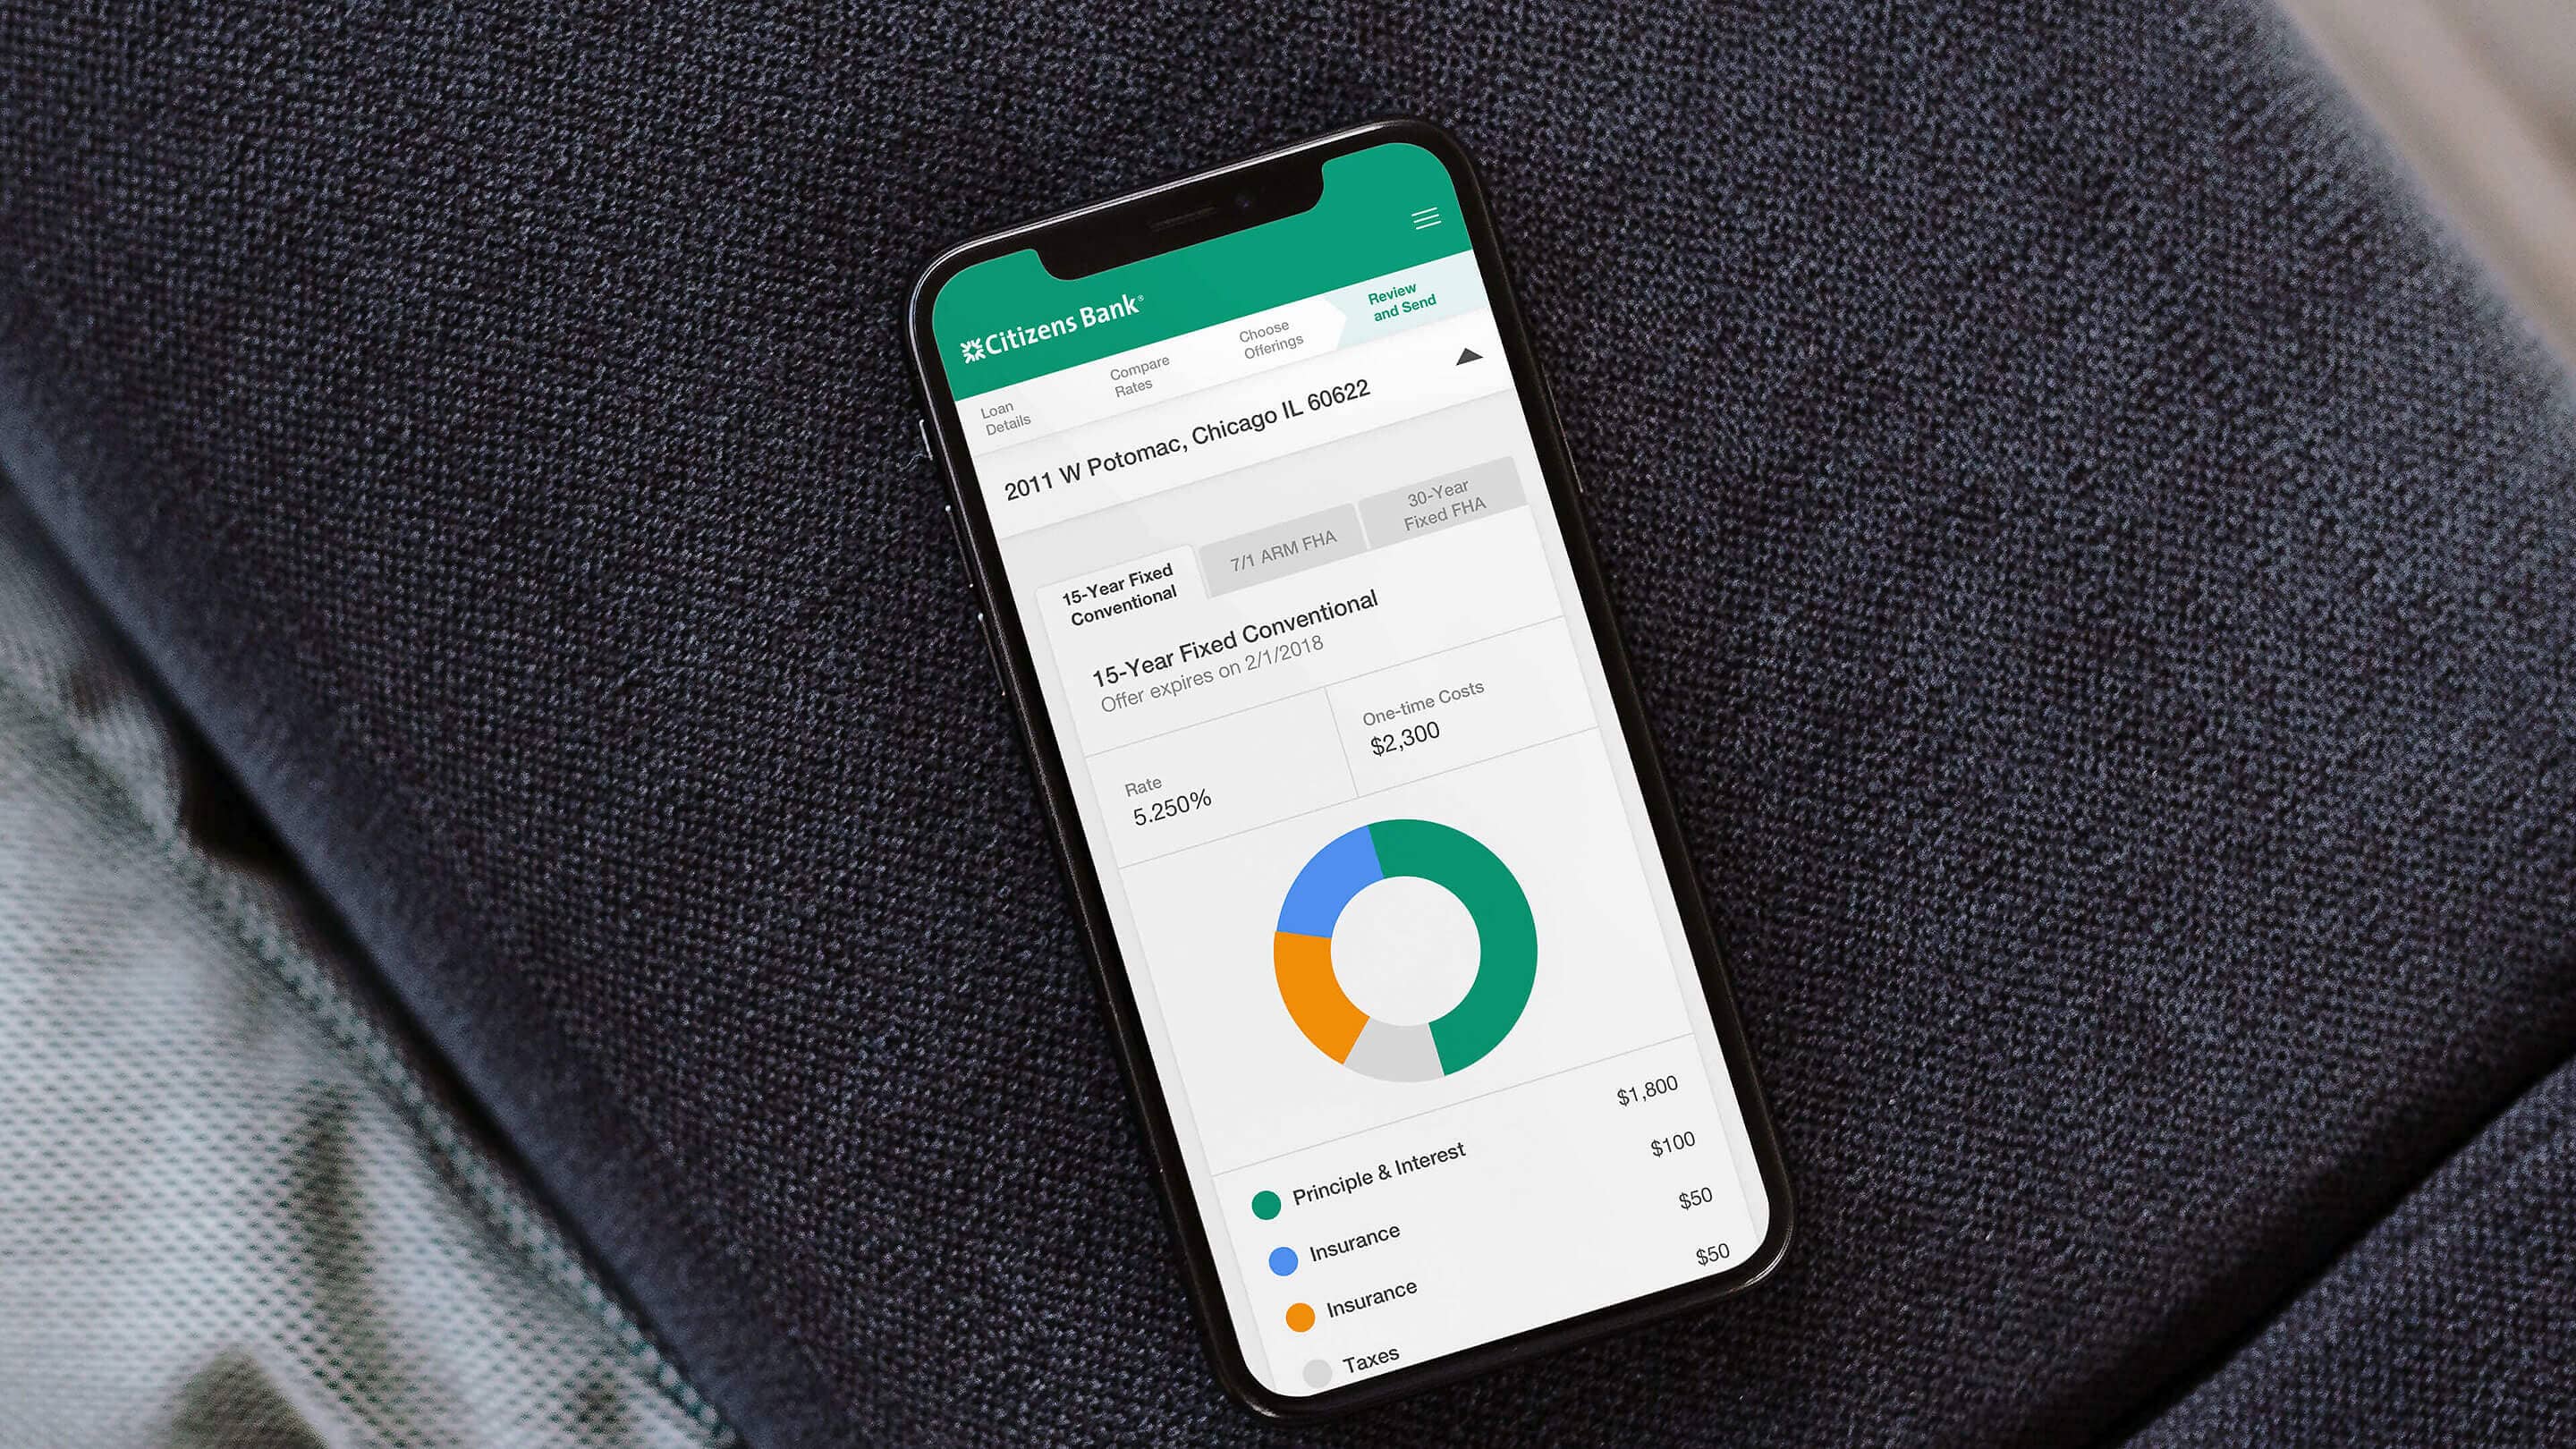 Citizens Bank®
Loan
Details
Compare
Rates
Choose
Offerings
Review
and Send
2011 W Potomac, Chicago IL 60622
15-Year Fixed
Conventional
7/1 ARM FHA
30-Year
Fixed FHA
15-Year Fixed Conventional
Offer expires on 2/1/2018
Rate
5.250%
One-time Costs
$2,300
Principle & Interest $1,800
Insurance $100
Insurance $50
Taxes $50